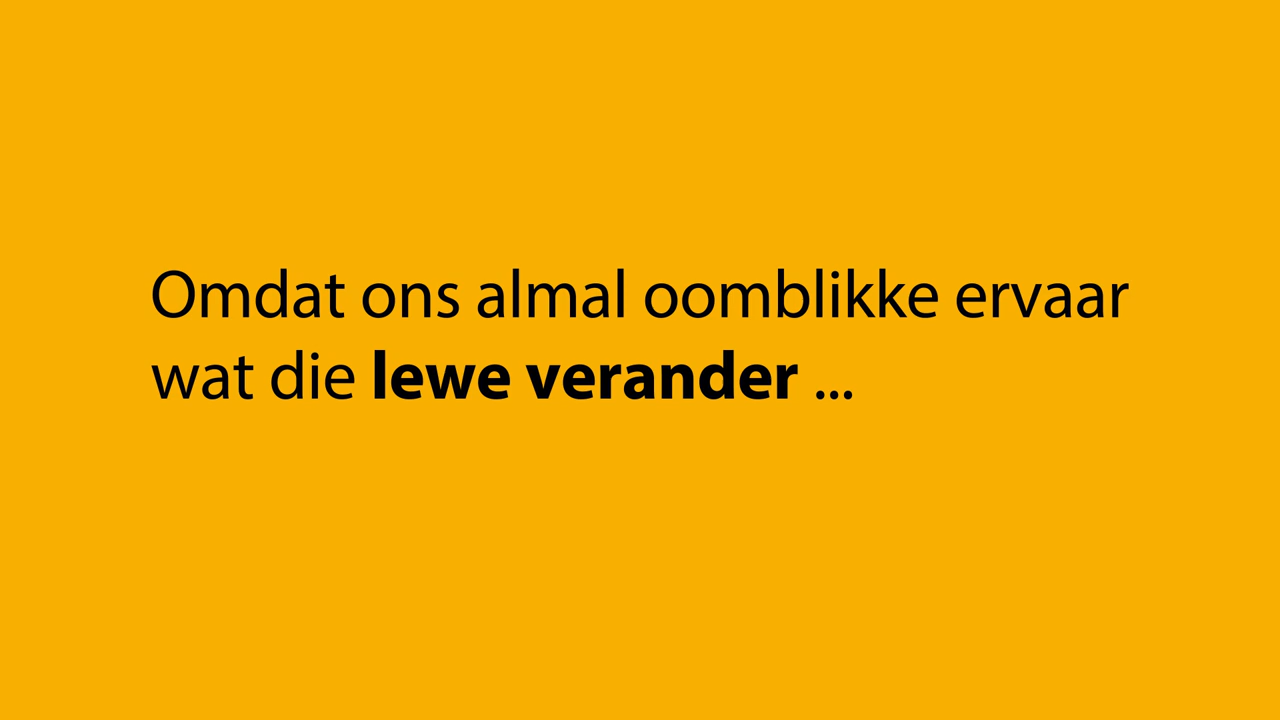 Omdat ons almal oomblikke ervaar
wat die lewe verander ...